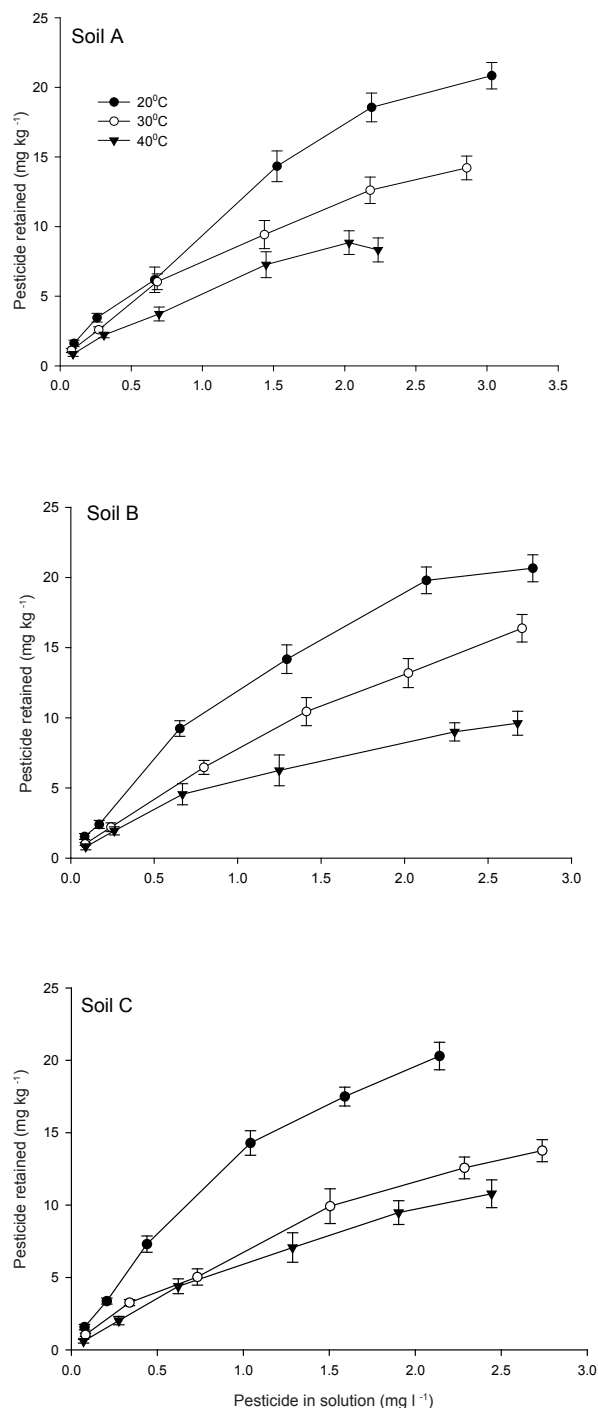 Soil A
20⁰C
30⁰C
40⁰C
Pesticide retained (mg kg ⁻¹)
25
20
15
10
5
0
0.0 0.5 1.0 1.5 2.0 2.5 3.0 3.5
Soil B
Pesticide retained (mg kg ⁻¹)
25
20
15
10
5
0
0.0 0.5 1.0 1.5 2.0 2.5 3.0
Soil C
Pesticide retained (mg kg ⁻¹)
25
20
15
10
5
0
0.0 0.5 1.0 1.5 2.0 2.5 3.0
Pesticide in solution (mg l ⁻¹)